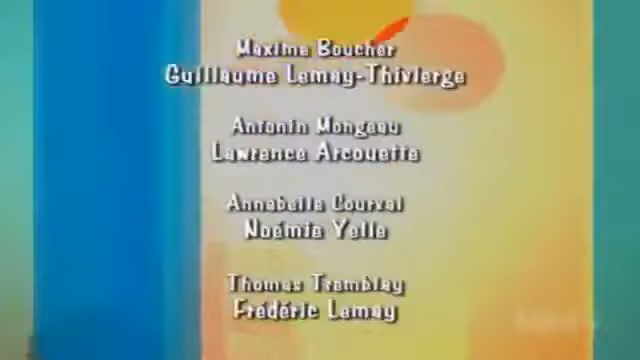 Maxime Boucher
Guillaume Lemay-Thivierge
Antonin Mongeau
Lawrence Arcouette
Annabelle Courval
Noémie Yelle
Thomas Tremblay
Frédéric Lemay